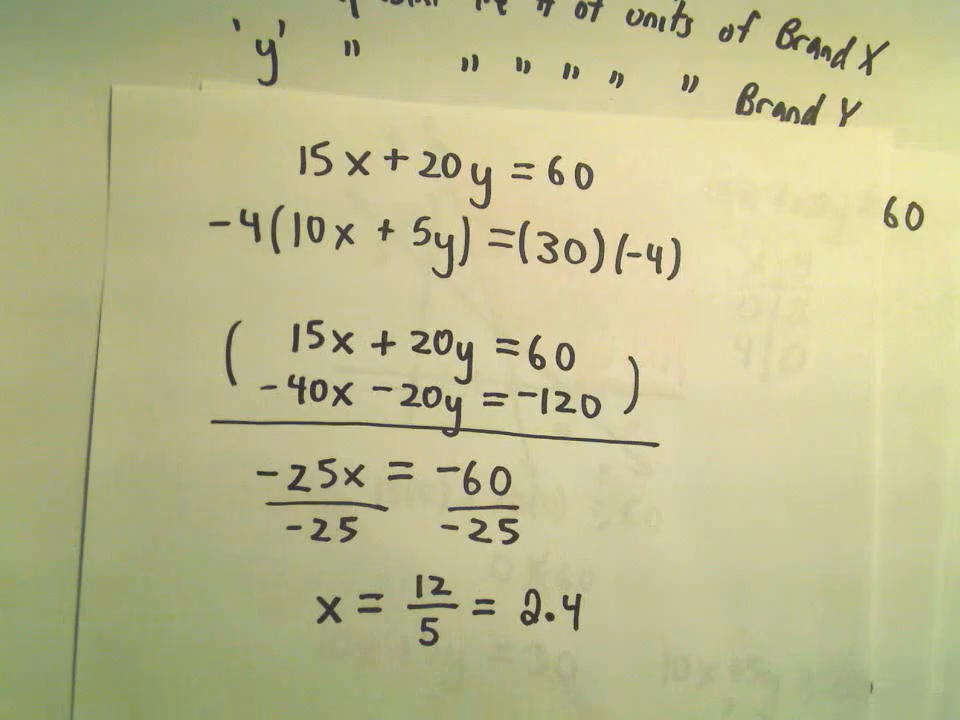 # of units of Brand X
'y' " " " " " " Brand Y
15x + 20y = 60
60
-4(10x + 5y) = (30)(-4)
( 15x + 20y = 60
-40x - 20y = -120 )
-25x = -60
-25 -25
x = 12/5 = 2.4